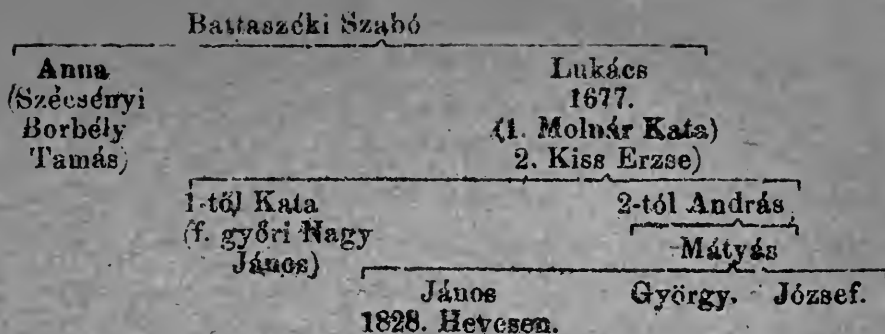 Battaszéki Szabó
Anna
(Szécsényi
Borbély
Tamás)
Lukács
1677.
(1. Molnár Kata)
2. Kiss Erzse)
1-től Kata
(f. győri Nagy
János)
2-tól András
Mátyás
János
1828. Hevesen.
György. József.